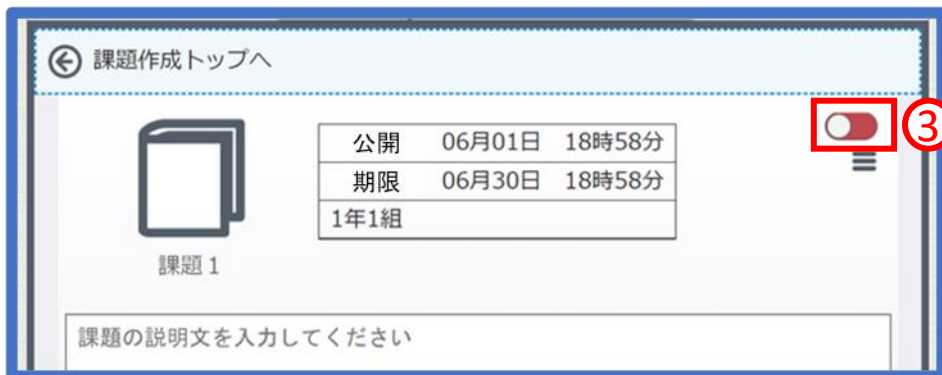 課題作成トップへ
公開 06月01日 18時58分
③
期限 06月30日 18時58分
1年1組
課題1
課題の説明文を入力してください